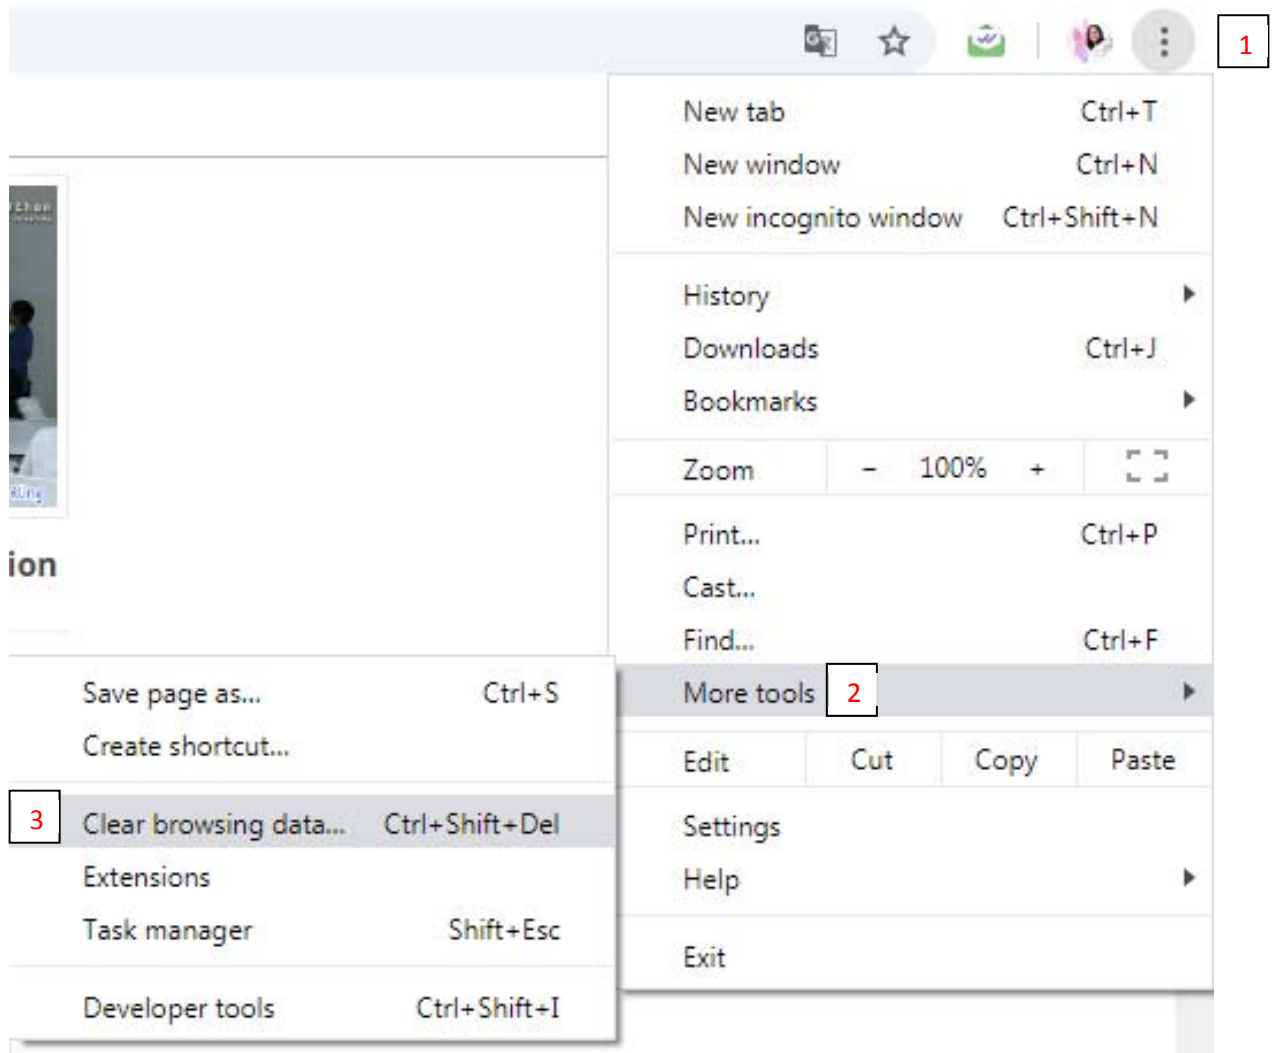 1
New tab Ctrl+T
New window Ctrl+N
New incognito window Ctrl+Shift+N
History
Downloads Ctrl+J
Bookmarks
Zoom - 100% +
Print... Ctrl+P
ion
Cast...
Find... Ctrl+F
More tools 2
Edit Cut Copy Paste
Settings
Help
Exit
Save page as... Ctrl+S
Create shortcut...
3 Clear browsing data... Ctrl+Shift+Del
Extensions
Task manager Shift+Esc
Developer tools Ctrl+Shift+I